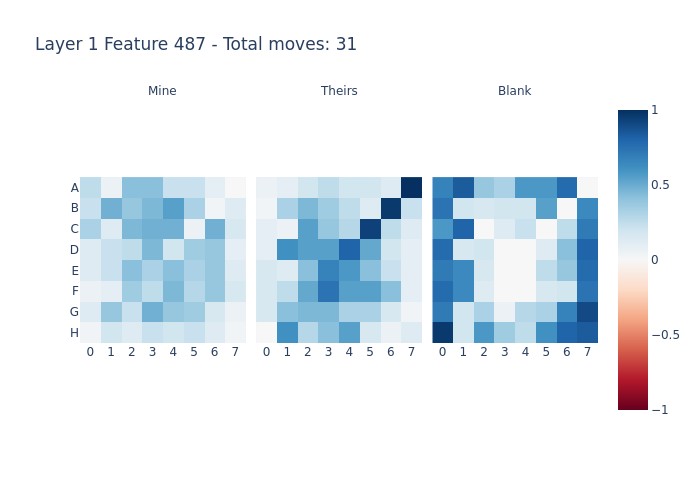 Layer 1 Feature 487 - Total moves: 31
Mine Theirs Blank
A
B
C
D
E
F
G
H
0 1 2 3 4 5 6 7 0 1 2 3 4 5 6 7 0 1 2 3 4 5 6 7
1
0.5
0
−0.5
−1